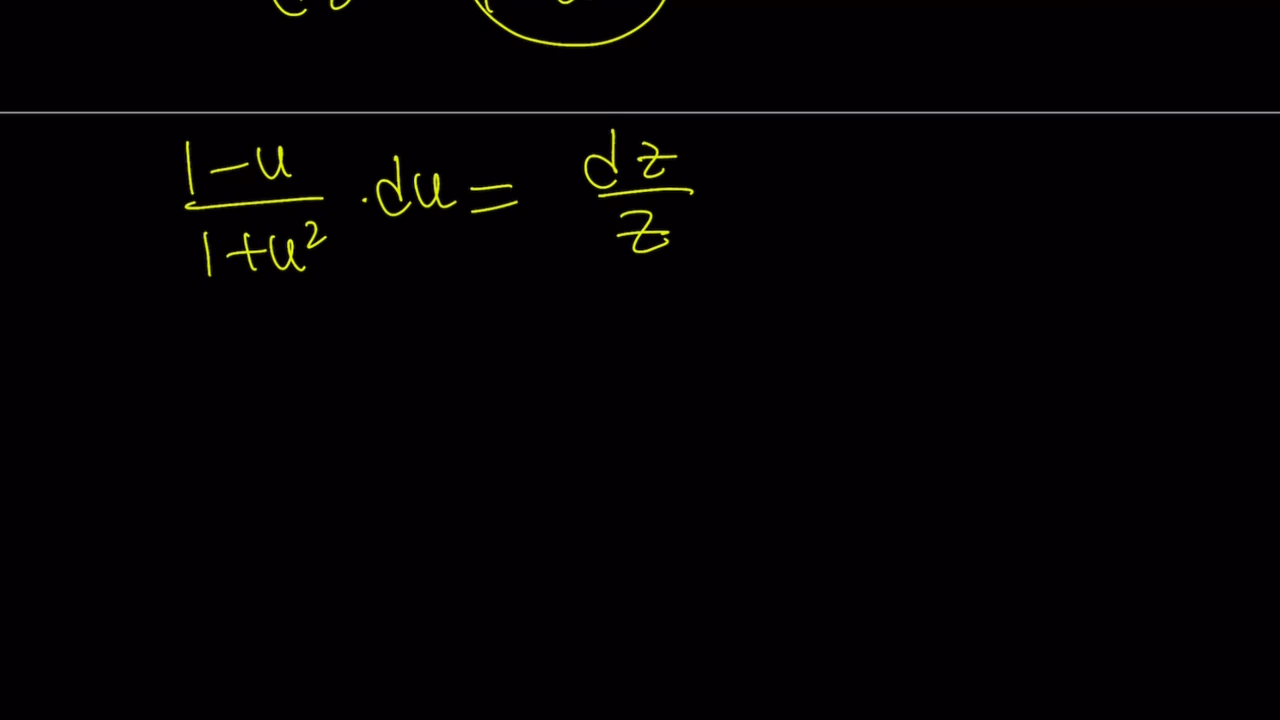 (1-u)/(1+u²) · du = dz/z